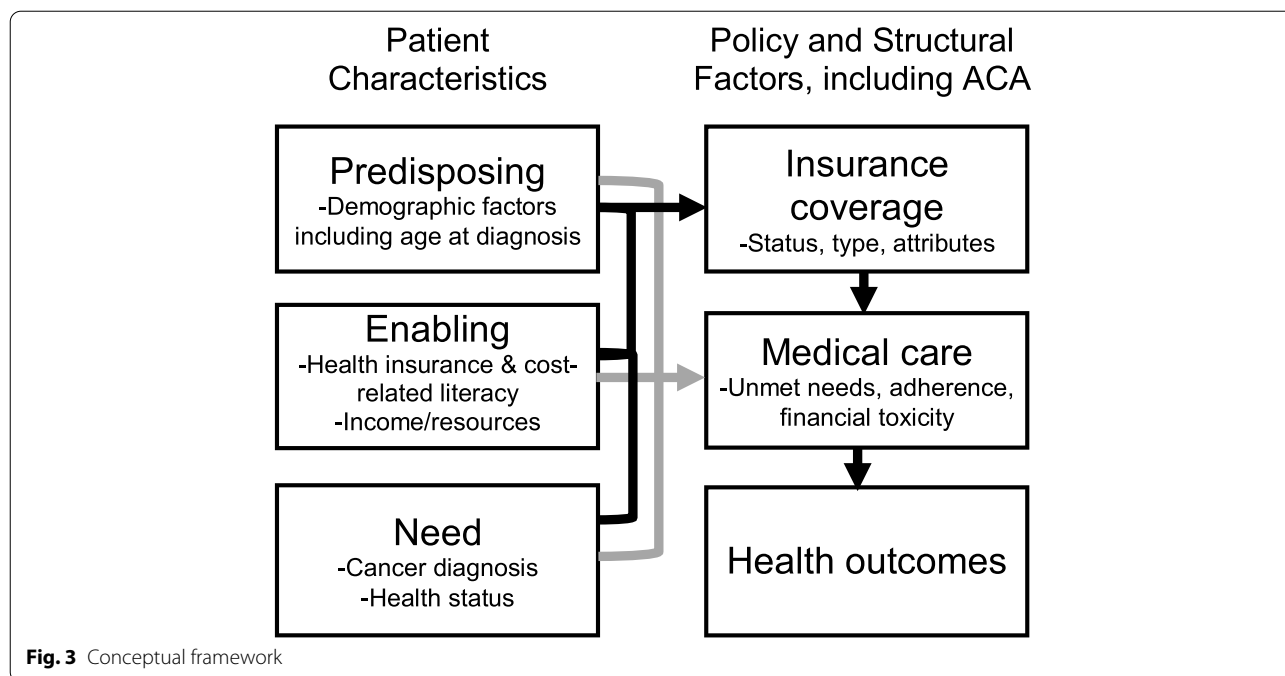 Patient
Characteristics
Policy and Structural
Factors, including ACA
Predisposing
-Demographic factors
including age at diagnosis
Enabling
-Health insurance & cost-
related literacy
-Income/resources
Need
-Cancer diagnosis
-Health status
Insurance
coverage
-Status, type, attributes
Medical care
-Unmet needs, adherence,
financial toxicity
Health outcomes
Fig. 3 Conceptual framework